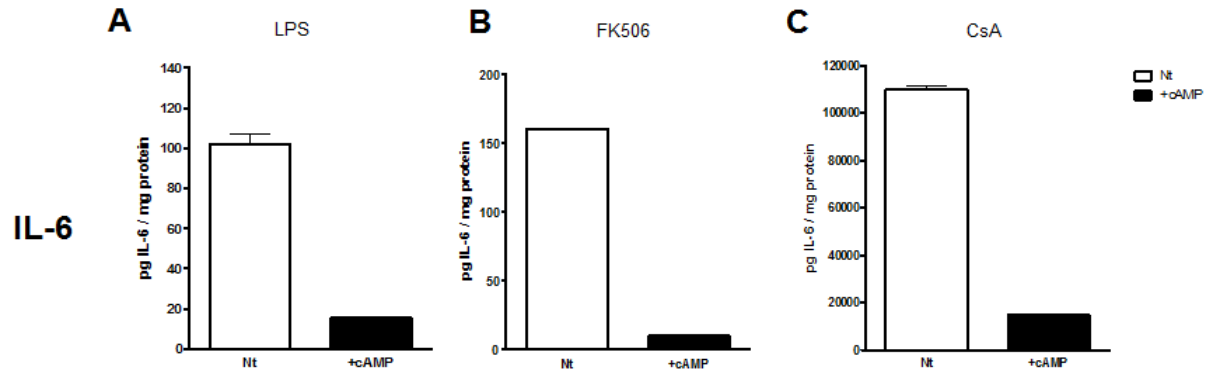 A
LPS
B
FK506
C
CsA
Nt
+cAMP
IL-6
pg IL-6 / mg protein
140
120
100
80
60
40
20
0
Nt
+cAMP
pg IL-6 / mg protein
200
150
100
50
0
Nt
+cAMP
pg IL-6 / mg protein
120000
100000
80000
60000
40000
20000
0
Nt
+cAMP